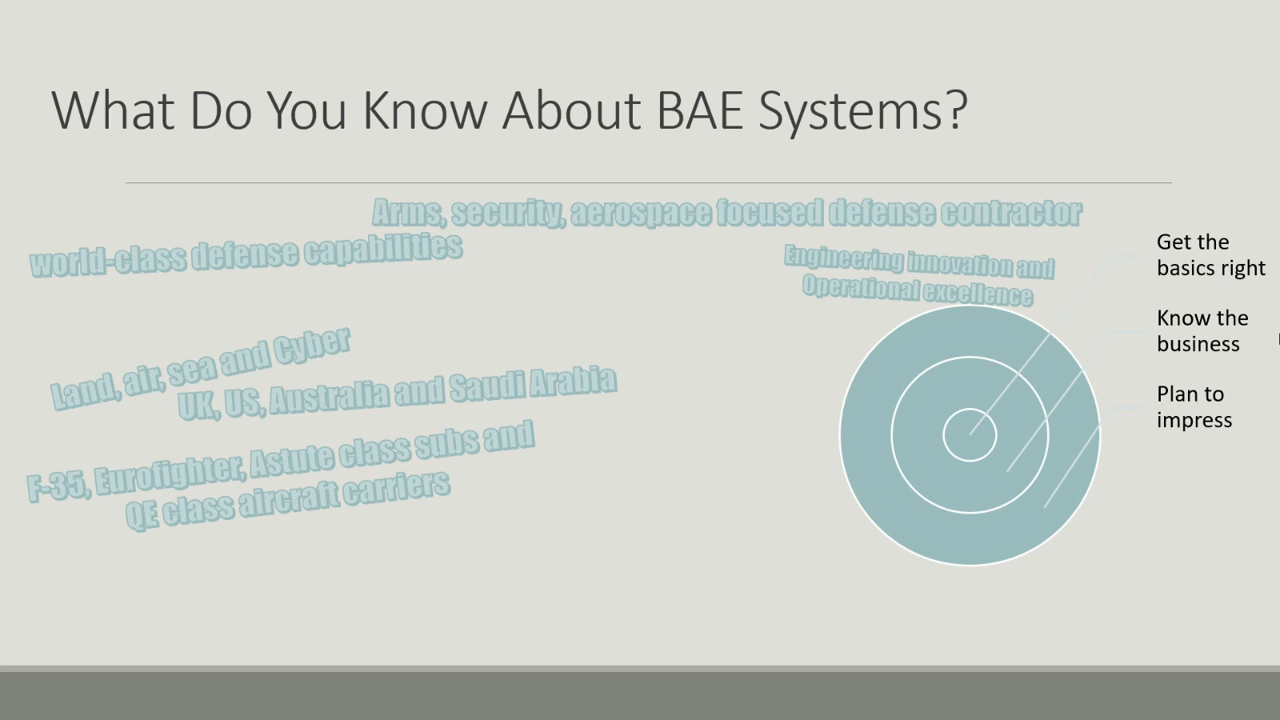 What Do You Know About BAE Systems?
Arms, security, aerospace focused defense contractor
world-class defense capabilities
Engineering innovation and
Operational excellence
Land, air, sea and Cyber
UK, US, Australia and Saudi Arabia
F-35, Eurofighter, Astute class subs and
QE class aircraft carriers
Get the
basics right
Know the
business
Plan to
impress